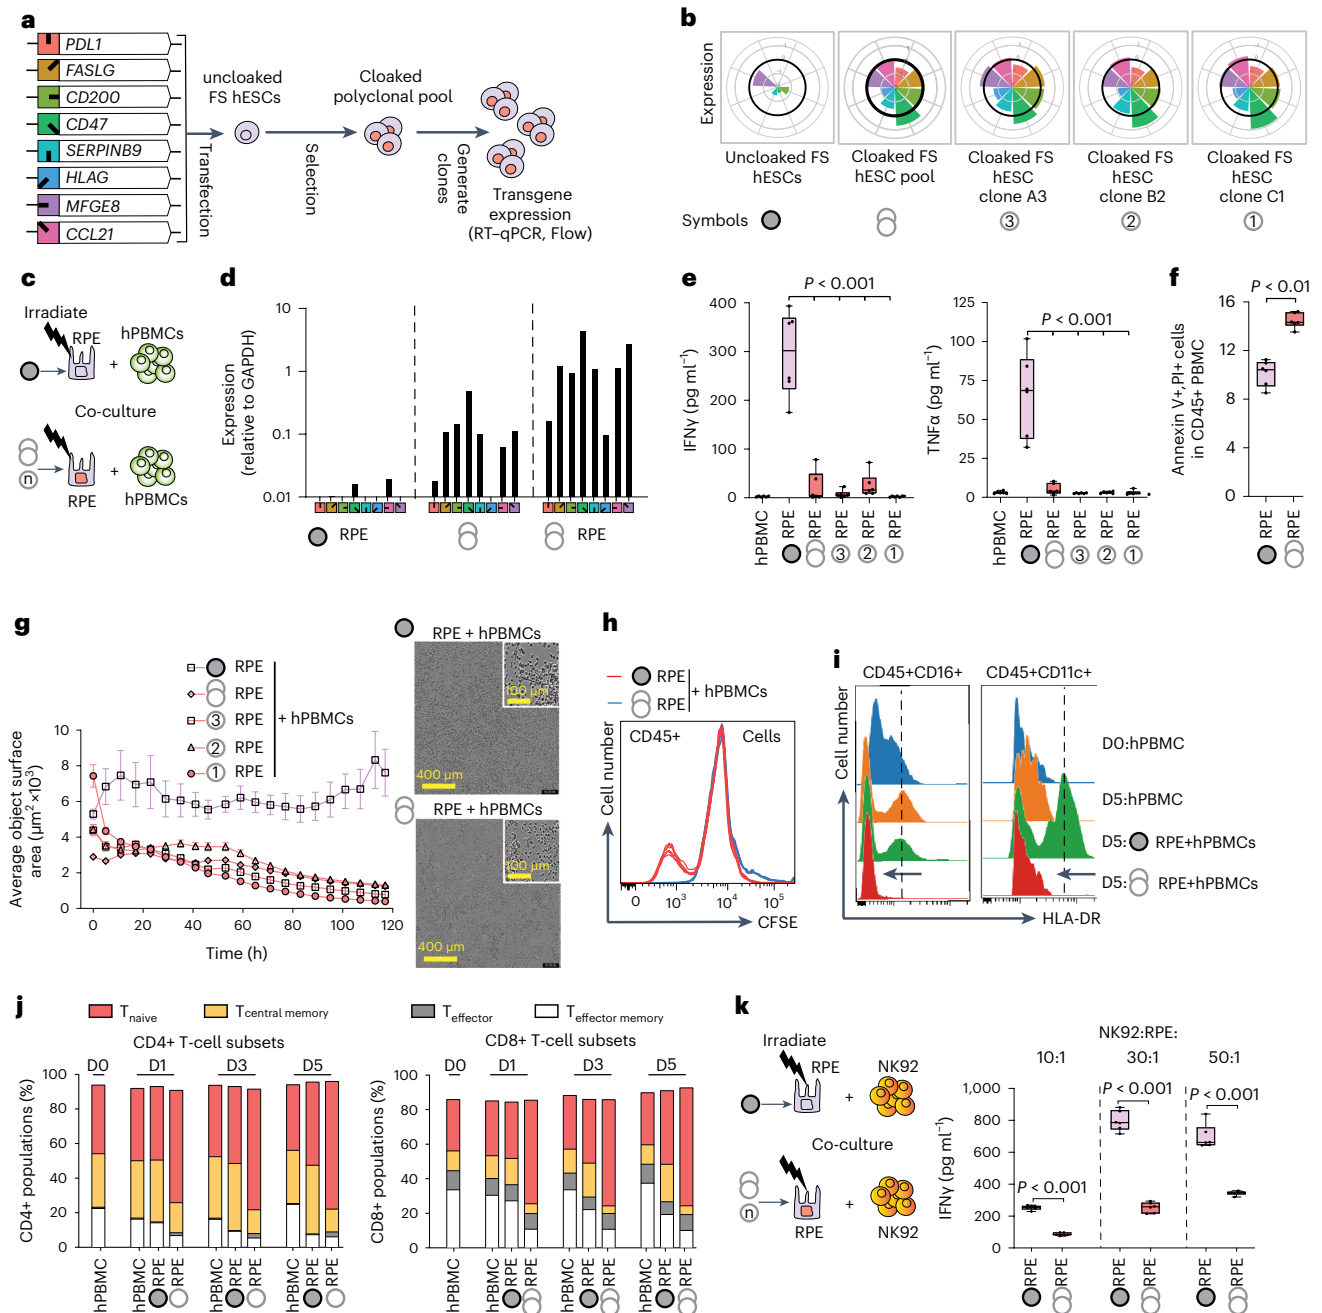 a
PDL1
FASLG
CD200
CD47
SERPINB9
HLAG
MFGE8
CCL21
Transfection
uncloaked
FS hESCs
Selection
Cloaked
polyclonal pool
Generate
clones
Transgene
expression
(RT–qPCR, Flow)
b
Expression
Uncloaked FS
hESCs
Cloaked FS
hESC pool
Cloaked FS
hESC
clone A3
Cloaked FS
hESC
clone B2
Cloaked FS
hESC
clone C1
Symbols
3
2
1
c
Irradiate
RPE
+
hPBMCs
Co-culture
n
RPE
+
hPBMCs
d
Expression
(relative to GAPDH)
10
1
0.1
0.01
RPE
RPE
e
IFNγ (pg ml−1)
400
300
200
100
0
P < 0.001
hPBMC
RPE
RPE
RPE
RPE
RPE
3
2
1
TNFα (pg ml−1)
125
100
75
50
25
0
P < 0.001
hPBMC
RPE
RPE
RPE
RPE
RPE
3
2
1
f
P < 0.01
Annexin V+,PI+ cells
in CD45+ PBMC
16
12
8
4
0
RPE
RPE
g
RPE
RPE
3 RPE
2 RPE
1 RPE
+ hPBMCs
Average object surface
area (µm2 ×103)
10
8
6
4
2
0
0 20 40 60 80 100 120
Time (h)
RPE + hPBMCs
100 µm
400 µm
RPE + hPBMCs
100 µm
400 µm
h
RPE
RPE
+ hPBMCs
CD45+
Cells
Cell number
0 103 104 105
CFSE
i
CD45+CD16+
CD45+CD11c+
Cell number
D0:hPBMC
D5:hPBMC
D5: RPE+hPBMCs
D5: RPE+hPBMCs
HLA-DR
j
Tnaive
Tcentral memory
Teffector
Teffector memory
CD4+ T-cell subsets
D0 D1 D3 D5
CD4+ populations (%)
100
80
60
40
20
0
hPBMC
hPBMC
RPE
RPE
hPBMC
RPE
RPE
hPBMC
RPE
RPE
CD8+ T-cell subsets
D0 D1 D3 D5
CD8+ populations (%)
100
80
60
40
20
0
hPBMC
hPBMC
RPE
RPE
hPBMC
RPE
RPE
hPBMC
RPE
RPE
k
Irradiate
RPE
+
NK92
Co-culture
n
RPE
+
NK92
NK92:RPE:
10:1 30:1 50:1
IFNγ (pg ml−1)
1,000
800
600
400
200
0
P < 0.001
P < 0.001
P < 0.001
RPE
RPE
RPE
RPE
RPE
RPE